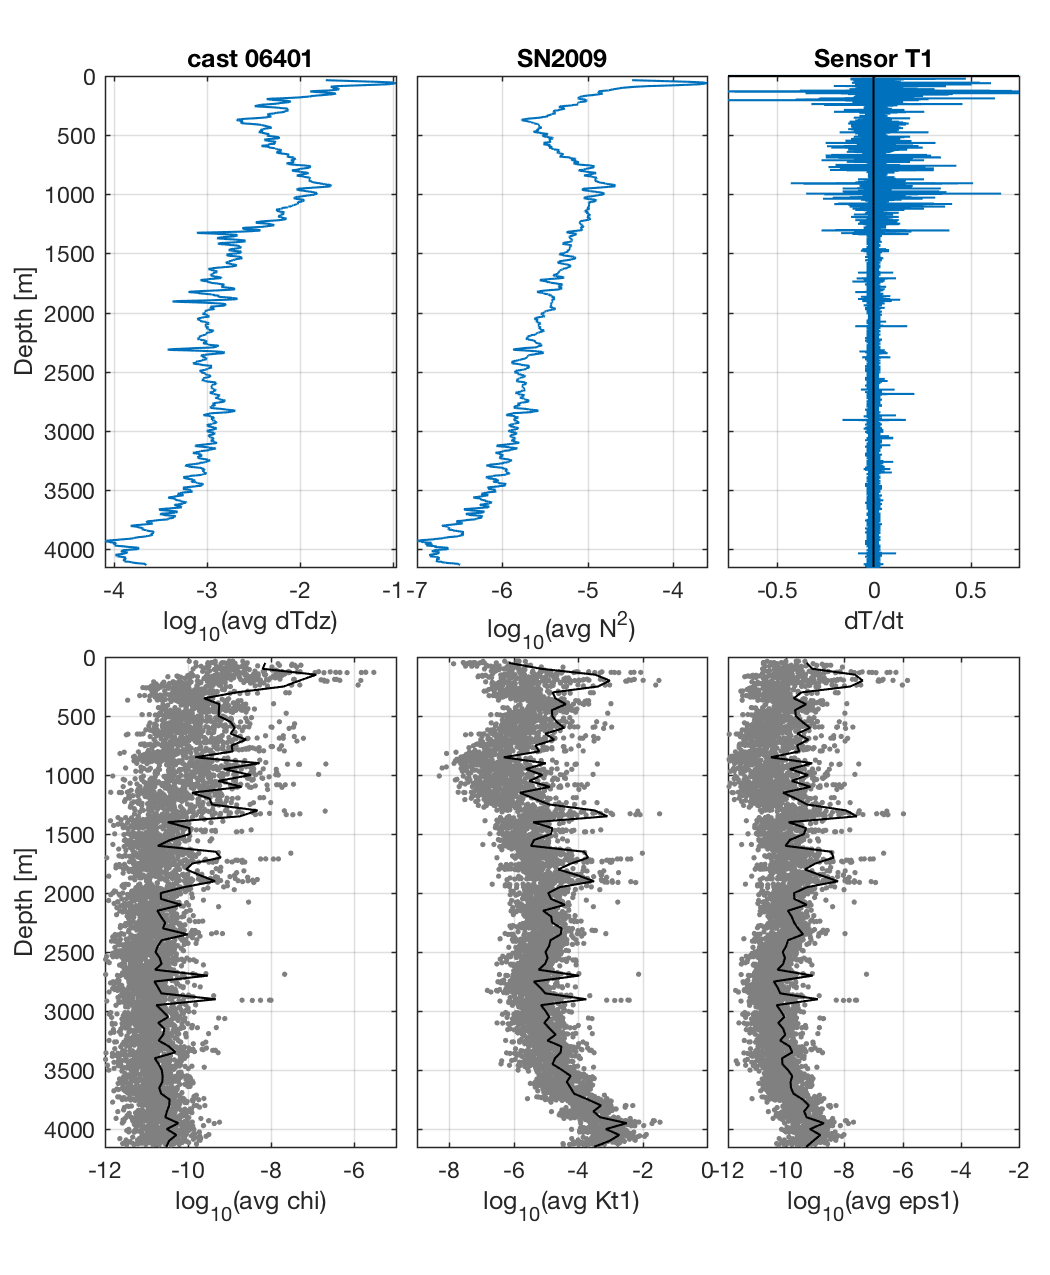 cast 06401
SN2009
Sensor T1
0
500
1000
1500
2000
2500
3000
3500
4000
Depth [m]
-4 -3 -2 -1
-7 -6 -5 -4
-0.5 0 0.5
log10(avg dTdz)
log10(avg N2)
dT/dt
0
500
1000
1500
2000
2500
3000
3500
4000
Depth [m]
-12 -10 -8 -6
-8 -6 -4 -2 0
-12 -10 -8 -6 -4 -2
log10(avg chi)
log10(avg Kt1)
log10(avg eps1)